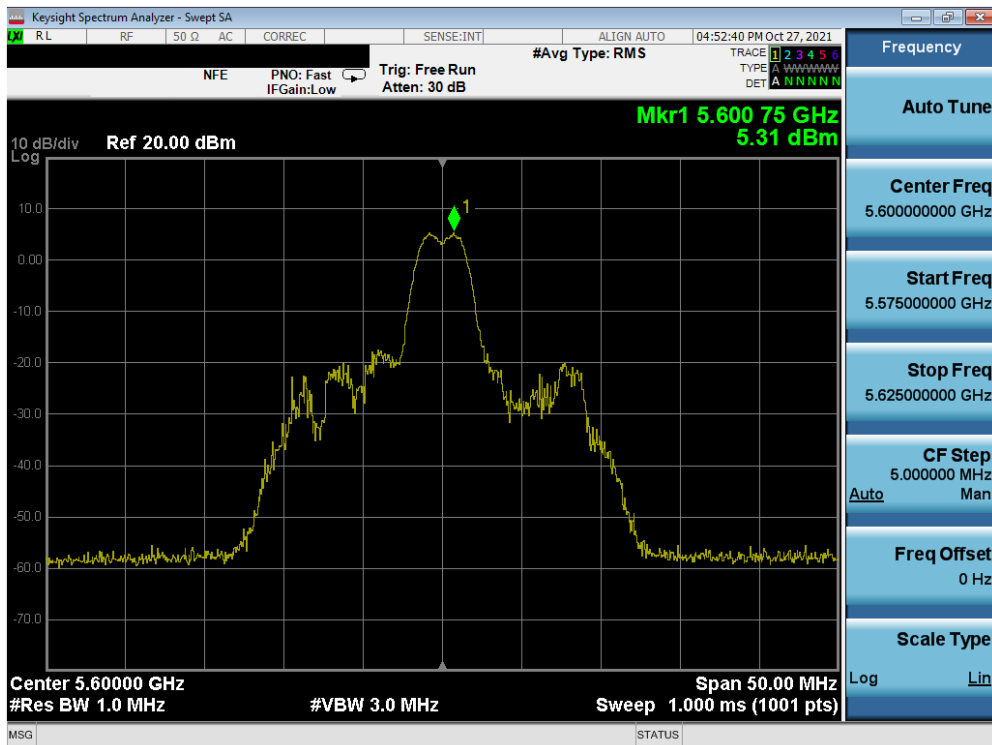 Keysight Spectrum Analyzer - Swept SA
LXI RL RF 50 Ω AC CORREC SENSE:INT ALIGN AUTO 04:52:40 PM Oct 27, 2021
NFE PNO: Fast Trig: Free Run #Avg Type: RMS TRACE 1 2 3 4 5 6
IFGain:Low Atten: 30 dB TYPE A WWWWWW
DET A N N N N N
Mkr1 5.600 75 GHz
5.31 dBm
10 dB/div Ref 20.00 dBm
Log
1
10.0
0.00
-10.0
-20.0
-30.0
-40.0
-50.0
-60.0
-70.0
Center 5.60000 GHz Span 50.00 MHz
#Res BW 1.0 MHz #VBW 3.0 MHz Sweep 1.000 ms (1001 pts)
MSG STATUS
Frequency
Auto Tune
Center Freq
5.600000000 GHz
Start Freq
5.575000000 GHz
Stop Freq
5.625000000 GHz
CF Step
5.000000 MHz
Auto Man
Freq Offset
0 Hz
Scale Type
Log Lin